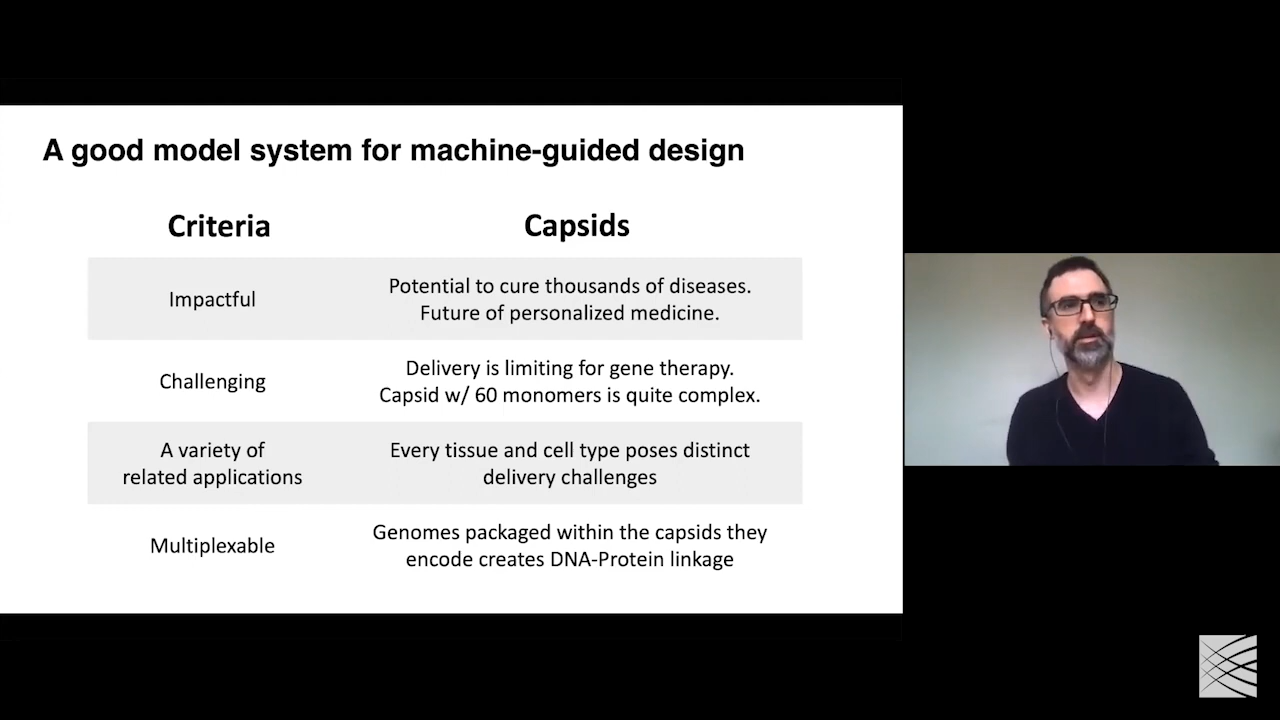 A good model system for machine-guided design
Criteria
Capsids
Impactful
Potential to cure thousands of diseases.
Future of personalized medicine.
Challenging
Delivery is limiting for gene therapy.
Capsid w/ 60 monomers is quite complex.
A variety of
related applications
Every tissue and cell type poses distinct
delivery challenges
Multiplexable
Genomes packaged within the capsids they
encode creates DNA-Protein linkage